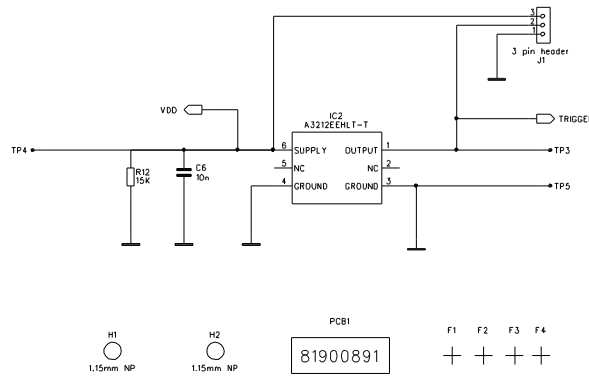 3
2
1
3 pin header
J1
VDD
IC2
A3212EEHLT-T
TRIGGE
TP4
6 SUPPLY OUTPUT 1
TP3
5 NC NC 2
4 GROUND GROUND 3
TP5
R12
15K
C6
10n
H1
1.15mm NP
H2
1.15mm NP
PCB1
81900891
F1 F2 F3 F4